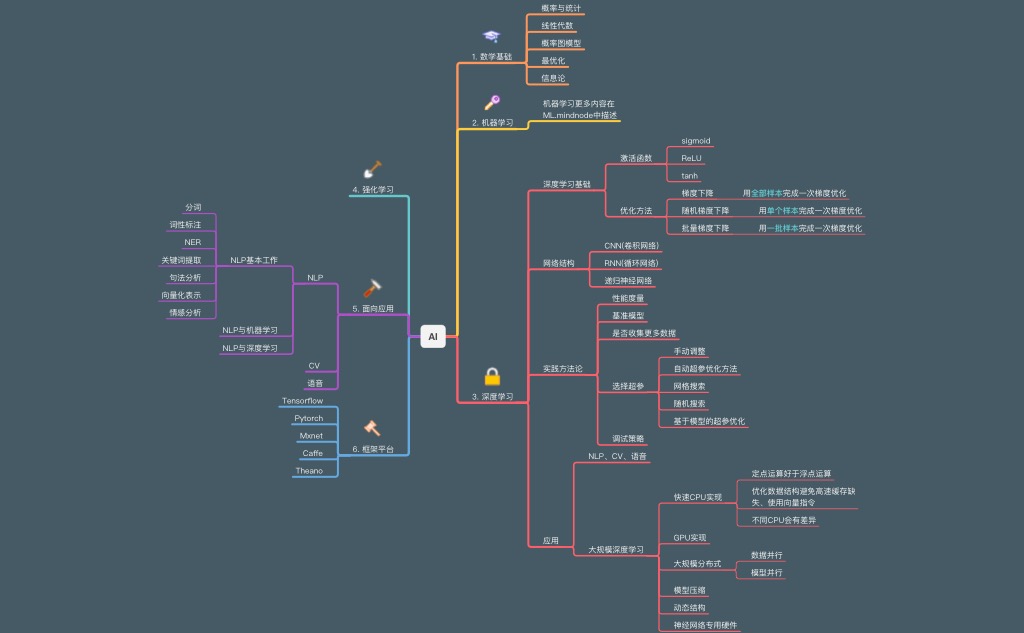 AI
1. 数学基础
概率与统计
线性代数
概率图模型
最优化
信息论
2. 机器学习
机器学习更多内容在
ML.mindnode中描述
3. 深度学习
深度学习基础
激活函数
sigmoid
ReLU
tanh
优化方法
梯度下降
用全部样本完成一次梯度优化
随机梯度下降
用单个样本完成一次梯度优化
批量梯度下降
用一批样本完成一次梯度优化
网络结构
CNN(卷积网络)
RNN(循环网络)
递归神经网络
实践方法论
性能度量
基准模型
是否收集更多数据
选择超参
手动调整
自动超参优化方法
网格搜索
随机搜索
基于模型的超参优化
调试策略
应用
NLP、CV、语音
大规模深度学习
快速CPU实现
定点运算好于浮点运算
优化数据结构避免高速缓存缺
失、使用向量指令
不同CPU会有差异
GPU实现
大规模分布式
数据并行
模型并行
模型压缩
动态结构
神经网络专用硬件
4. 强化学习
5. 面向应用
NLP
NLP基本工作
分词
词性标注
NER
关键词提取
句法分析
向量化表示
情感分析
NLP与机器学习
NLP与深度学习
CV
语音
6. 框架平台
Tensorflow
Pytorch
Mxnet
Caffe
Theano